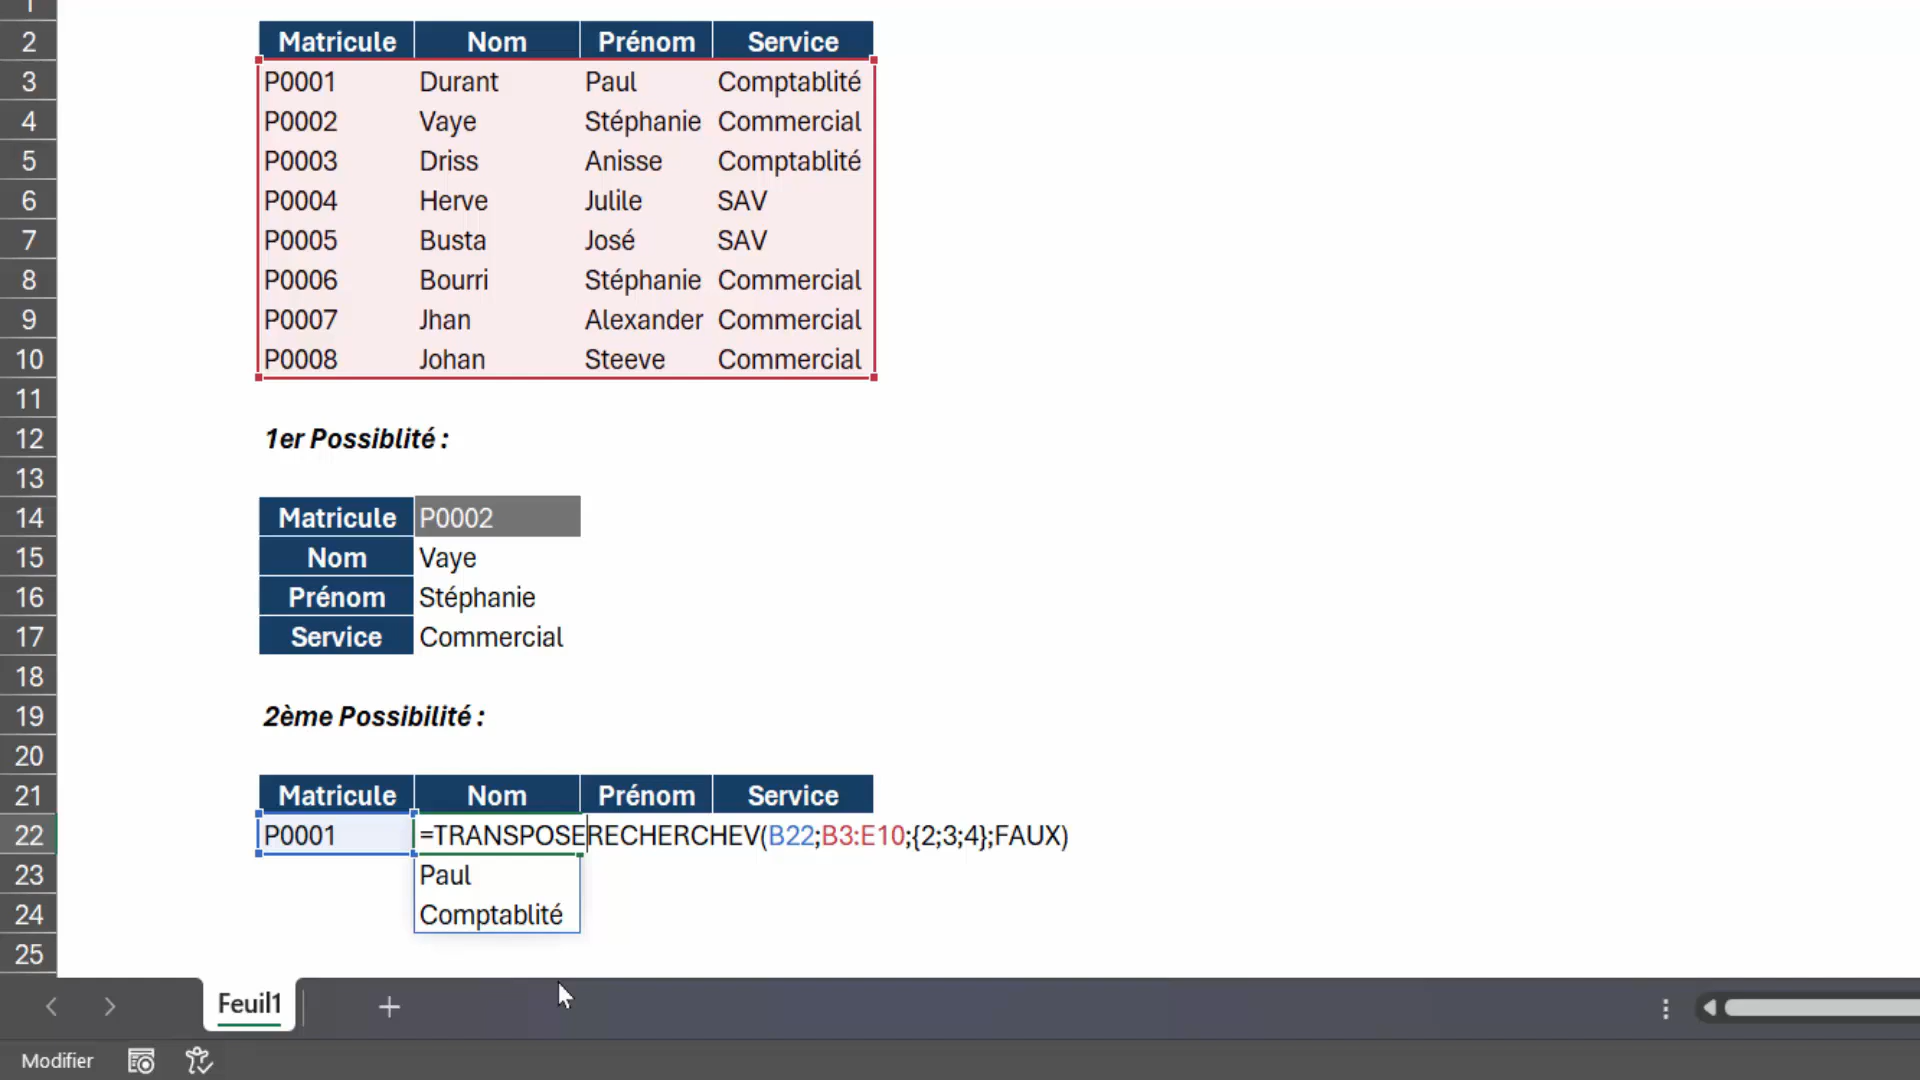 1
2 Matricule Nom Prénom Service
3 P0001 Durant Paul Comptablité
4 P0002 Vaye Stéphanie Commercial
5 P0003 Driss Anisse Comptablité
6 P0004 Herve Julile SAV
7 P0005 Busta José SAV
8 P0006 Bourri Stéphanie Commercial
9 P0007 Jhan Alexander Commercial
10 P0008 Johan Steeve Commercial
11
12 1er Possiblité :
13
14 Matricule P0002
15 Nom Vaye
16 Prénom Stéphanie
17 Service Commercial
18
19 2ème Possibilité :
20
21 Matricule Nom Prénom Service
22 P0001 =TRANSPOSERECHERCHEV(B22;B3:E10;{2;3;4};FAUX)
23 Paul
24 Comptablité
25
Feuil1
Modifier